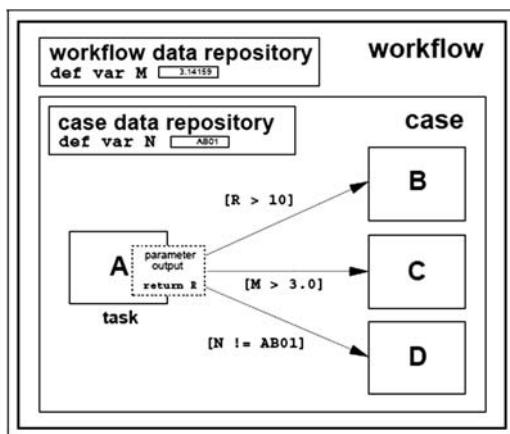 workflow data repository
def var M 3.14159
workflow
case data repository
def var N AB01
case
B
[R > 10]
A
parameter
output
return R
C
[M > 3.0]
task
[N != AB01]
D